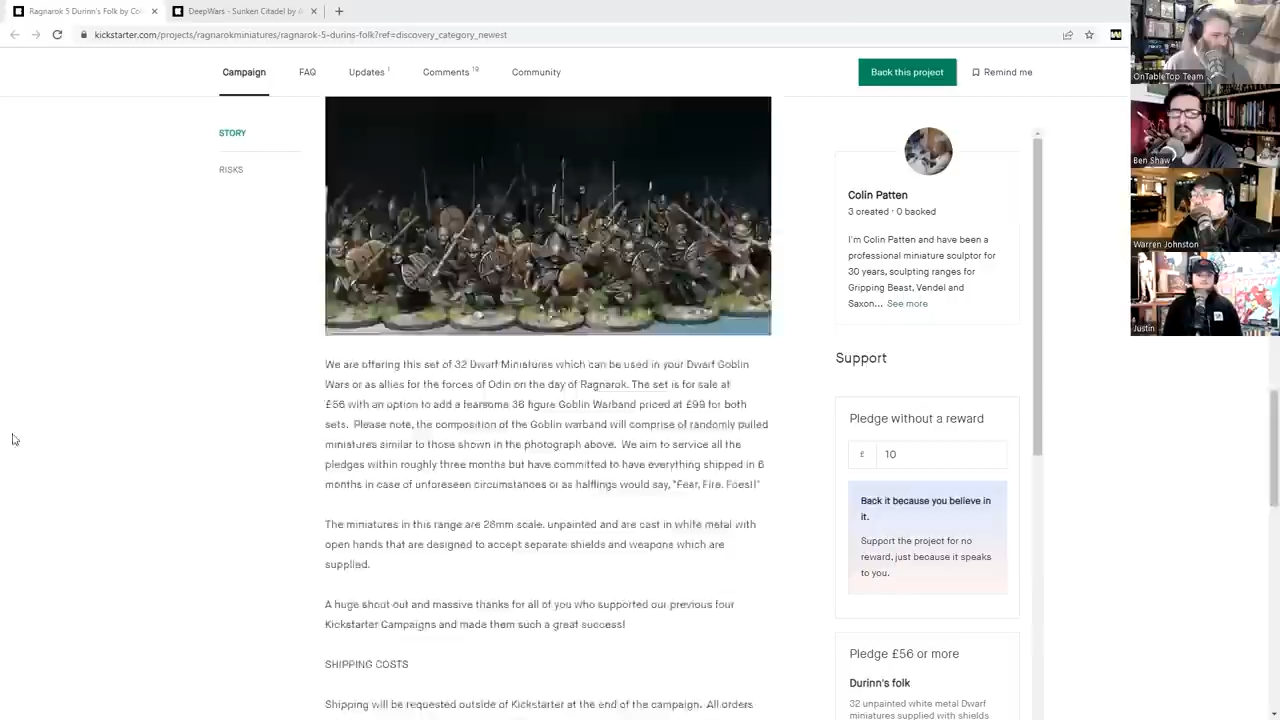 Ragnarok 5 Durinn's Folk by Col
DeepWars - Sunken Citadel by A
kickstarter.com/projects/ragnarokminiatures/ragnarok-5-durins-folk?ref=discovery_category_newest
Campaign
FAQ
Updates 1
Comments 19
Community
Back this project
Remind me
STORY
RISKS
We are offering this set of 32 Dwarf Miniatures which can be used in your Dwarf Goblin
Wars or as allies for the forces of Odin on the day of Ragnarok. The set is for sale at
£56 with an option to add a fearsome 36 figure Goblin Warband priced at £99 for both
sets. Please note, the composition of the Goblin warband will comprise of randomly pulled
miniatures similar to those shown in the photograph above. We aim to service all the
pledges within roughly three months but have committed to have everything shipped in 6
months in case of unforeseen circumstances or as halflings would say, "Fear, Fire, Foes!!"
The miniatures in this range are 28mm scale, unpainted and are cast in white metal with
open hands that are designed to accept separate shields and weapons which are
supplied.
A huge shout out and massive thanks for all of you who supported our previous four
Kickstarter Campaigns and made them such a great success!
SHIPPING COSTS
Shipping will be requested outside of Kickstarter at the end of the campaign. All orders
Colin Patten
3 created · 0 backed
I'm Colin Patten and have been a
professional miniature sculptor for
30 years, sculpting ranges for
Gripping Beast, Vendel and
Saxon... See more
Support
Pledge without a reward
£ 10
Back it because you believe in
it.
Support the project for no
reward, just because it speaks
to you.
Pledge £56 or more
Durinn's folk
32 unpainted white metal Dwarf
miniatures supplied with shields
OnTableTop Team
Ben Shaw
Warren Johnston
Justin